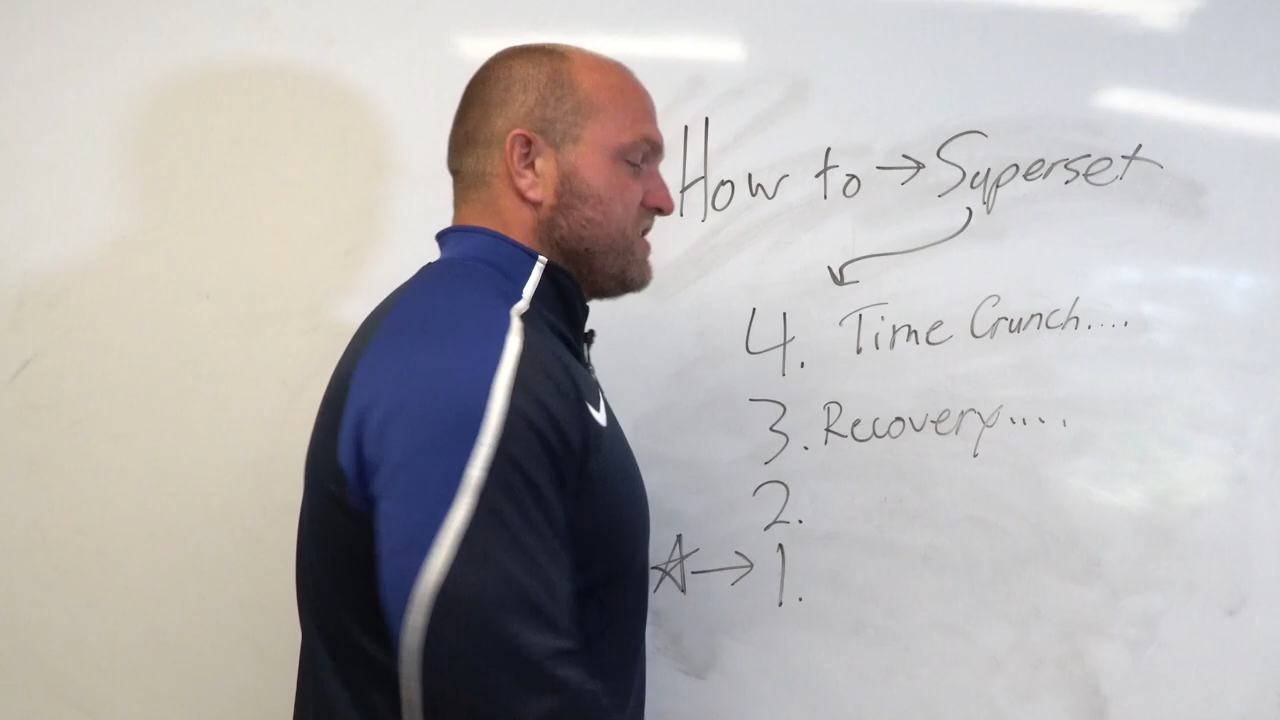 How to → Superset
4. Time Crunch....
3. Recovery....
2.
☆→ 1.